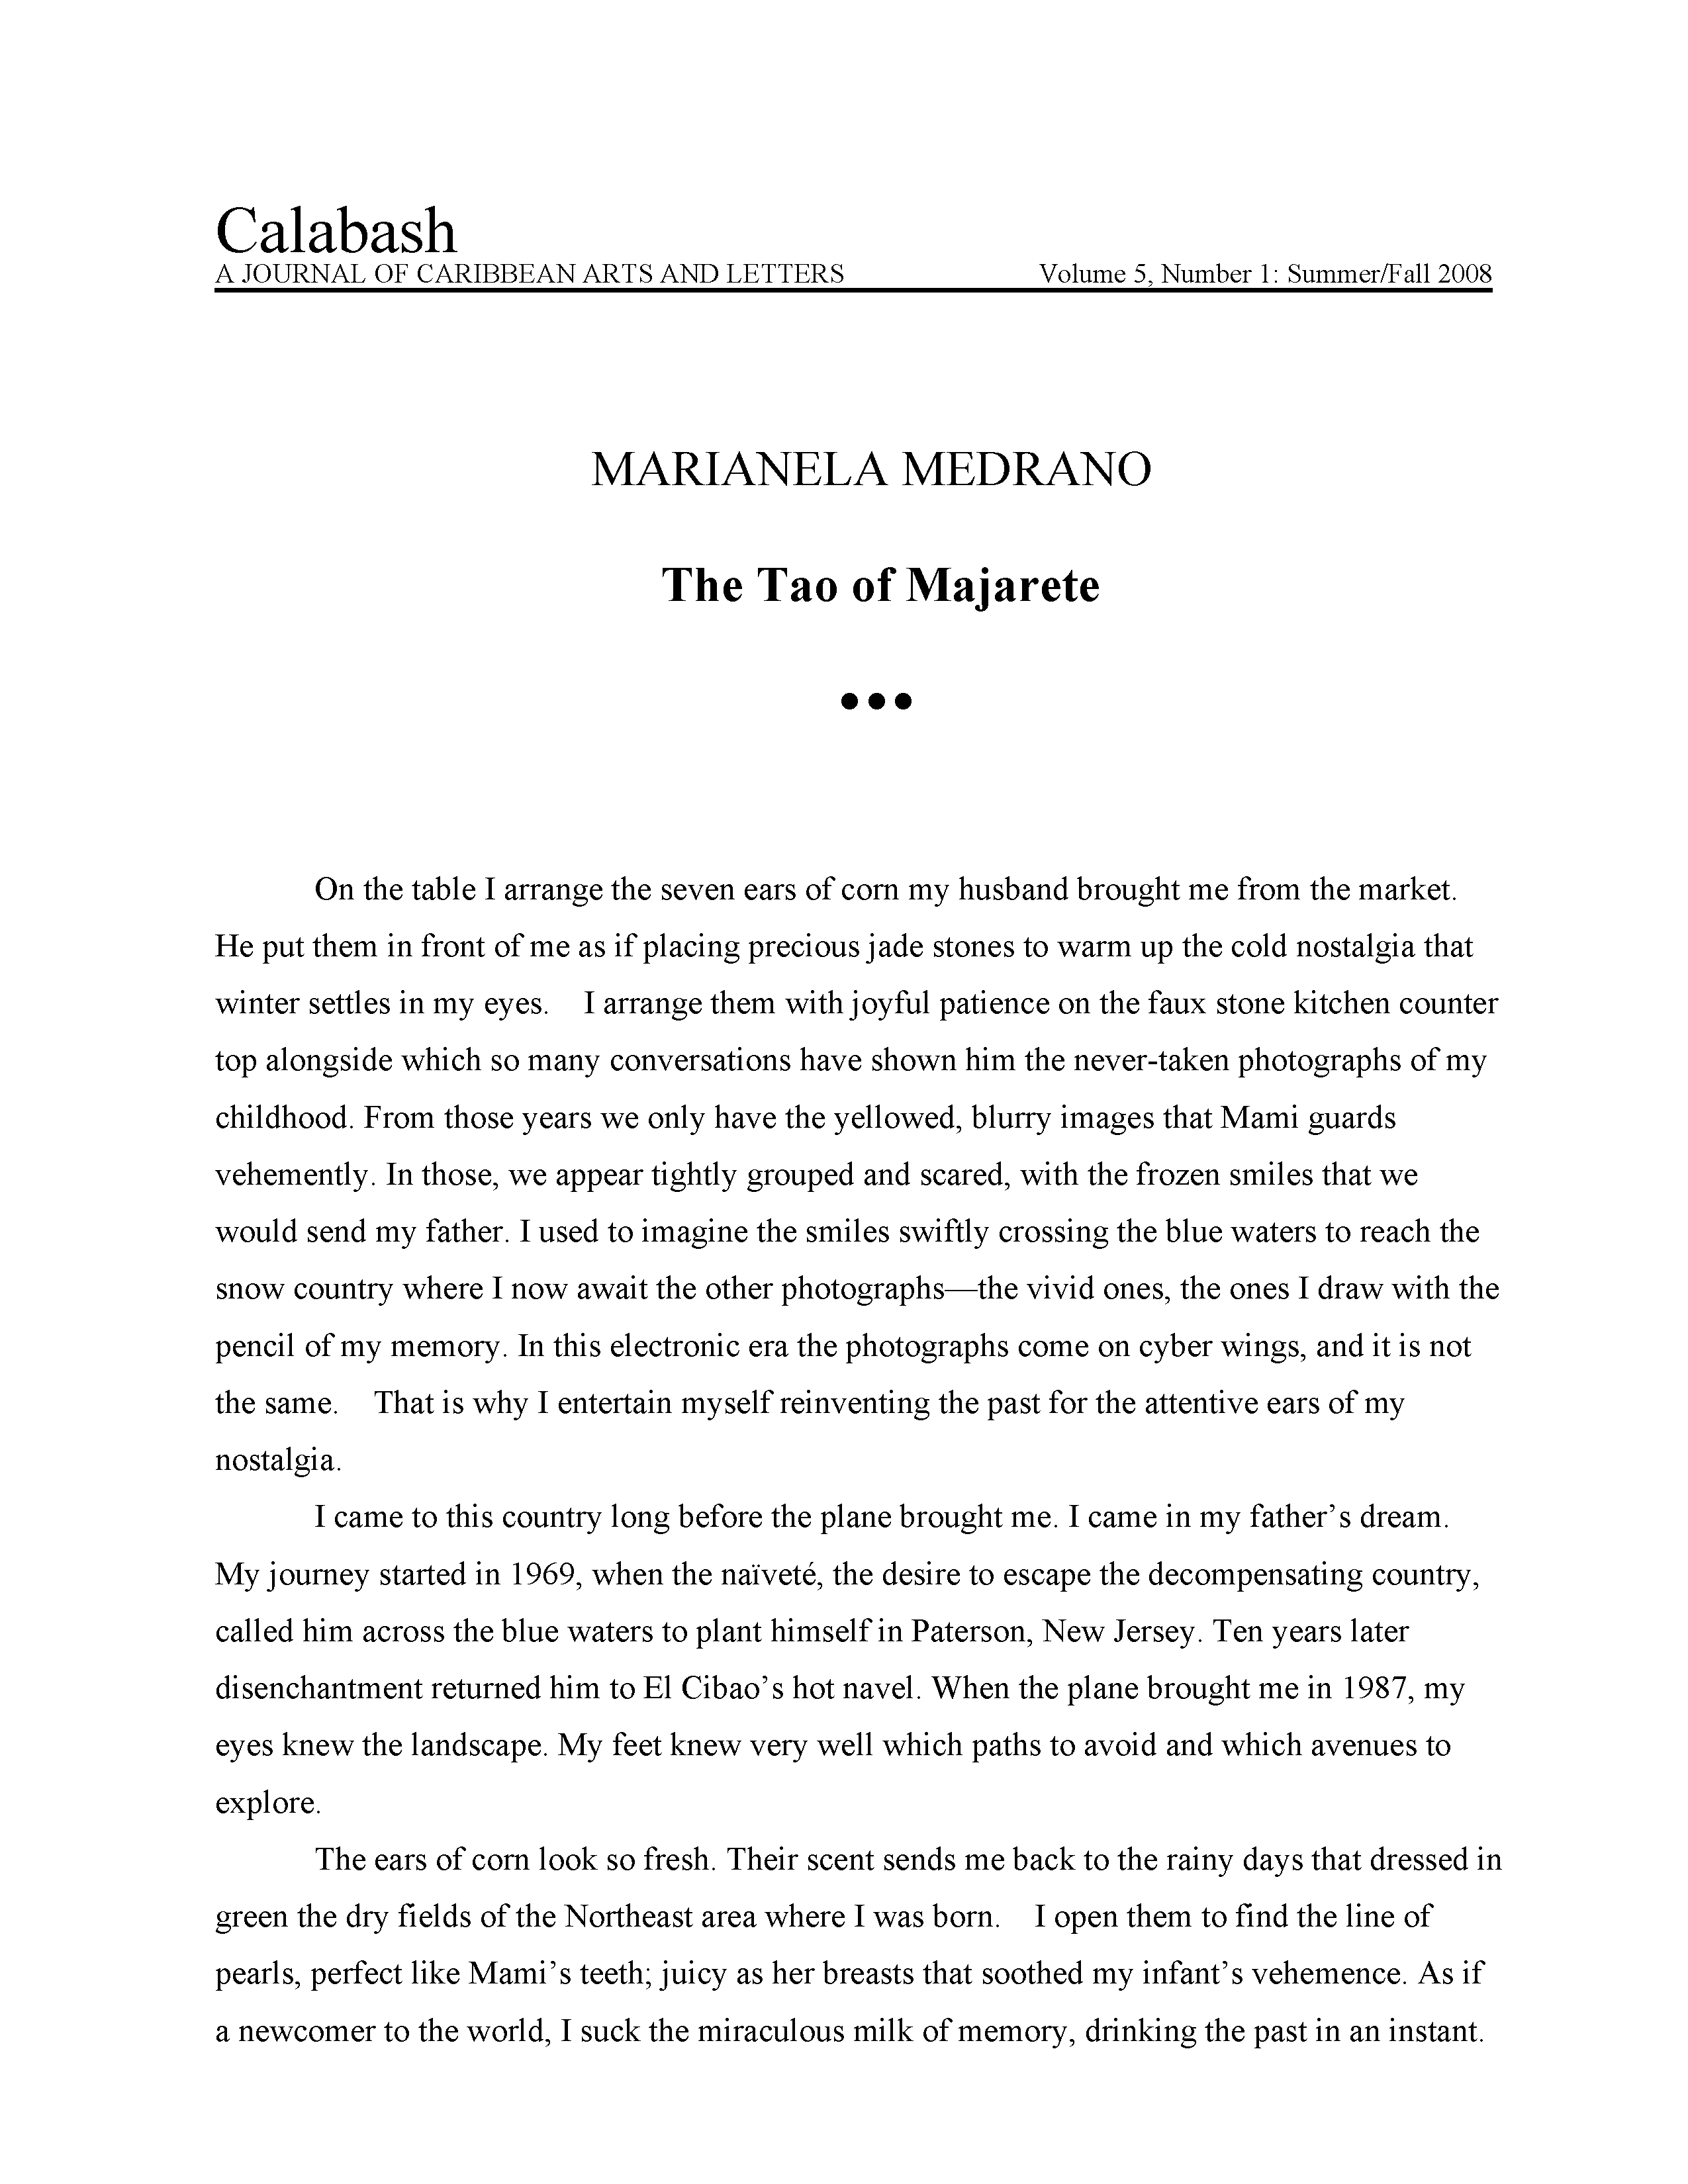 Calabash
A JOURNAL OF CARIBBEAN ARTS AND LETTERS Volume 5, Number 1: Summer/Fall 2008
MARIANELA MEDRANO
The Tao of Majarete
●●●
On the table I arrange the seven ears of corn my husband brought me from the market.
He put them in front of me as if placing precious jade stones to warm up the cold nostalgia that
winter settles in my eyes. I arrange them with joyful patience on the faux stone kitchen counter
top alongside which so many conversations have shown him the never-taken photographs of my
childhood. From those years we only have the yellowed, blurry images that Mami guards
vehemently. In those, we appear tightly grouped and scared, with the frozen smiles that we
would send my father. I used to imagine the smiles swiftly crossing the blue waters to reach the
snow country where I now await the other photographs—the vivid ones, the ones I draw with the
pencil of my memory. In this electronic era the photographs come on cyber wings, and it is not
the same. That is why I entertain myself reinventing the past for the attentive ears of my
nostalgia.
I came to this country long before the plane brought me. I came in my father’s dream.
My journey started in 1969, when the naïveté, the desire to escape the decompensating country,
called him across the blue waters to plant himself in Paterson, New Jersey. Ten years later
disenchantment returned him to El Cibao’s hot navel. When the plane brought me in 1987, my
eyes knew the landscape. My feet knew very well which paths to avoid and which avenues to
explore.
The ears of corn look so fresh. Their scent sends me back to the rainy days that dressed in
green the dry fields of the Northeast area where I was born. I open them to find the line of
pearls, perfect like Mami’s teeth; juicy as her breasts that soothed my infant’s vehemence. As if
a newcomer to the world, I suck the miraculous milk of memory, drinking the past in an instant.